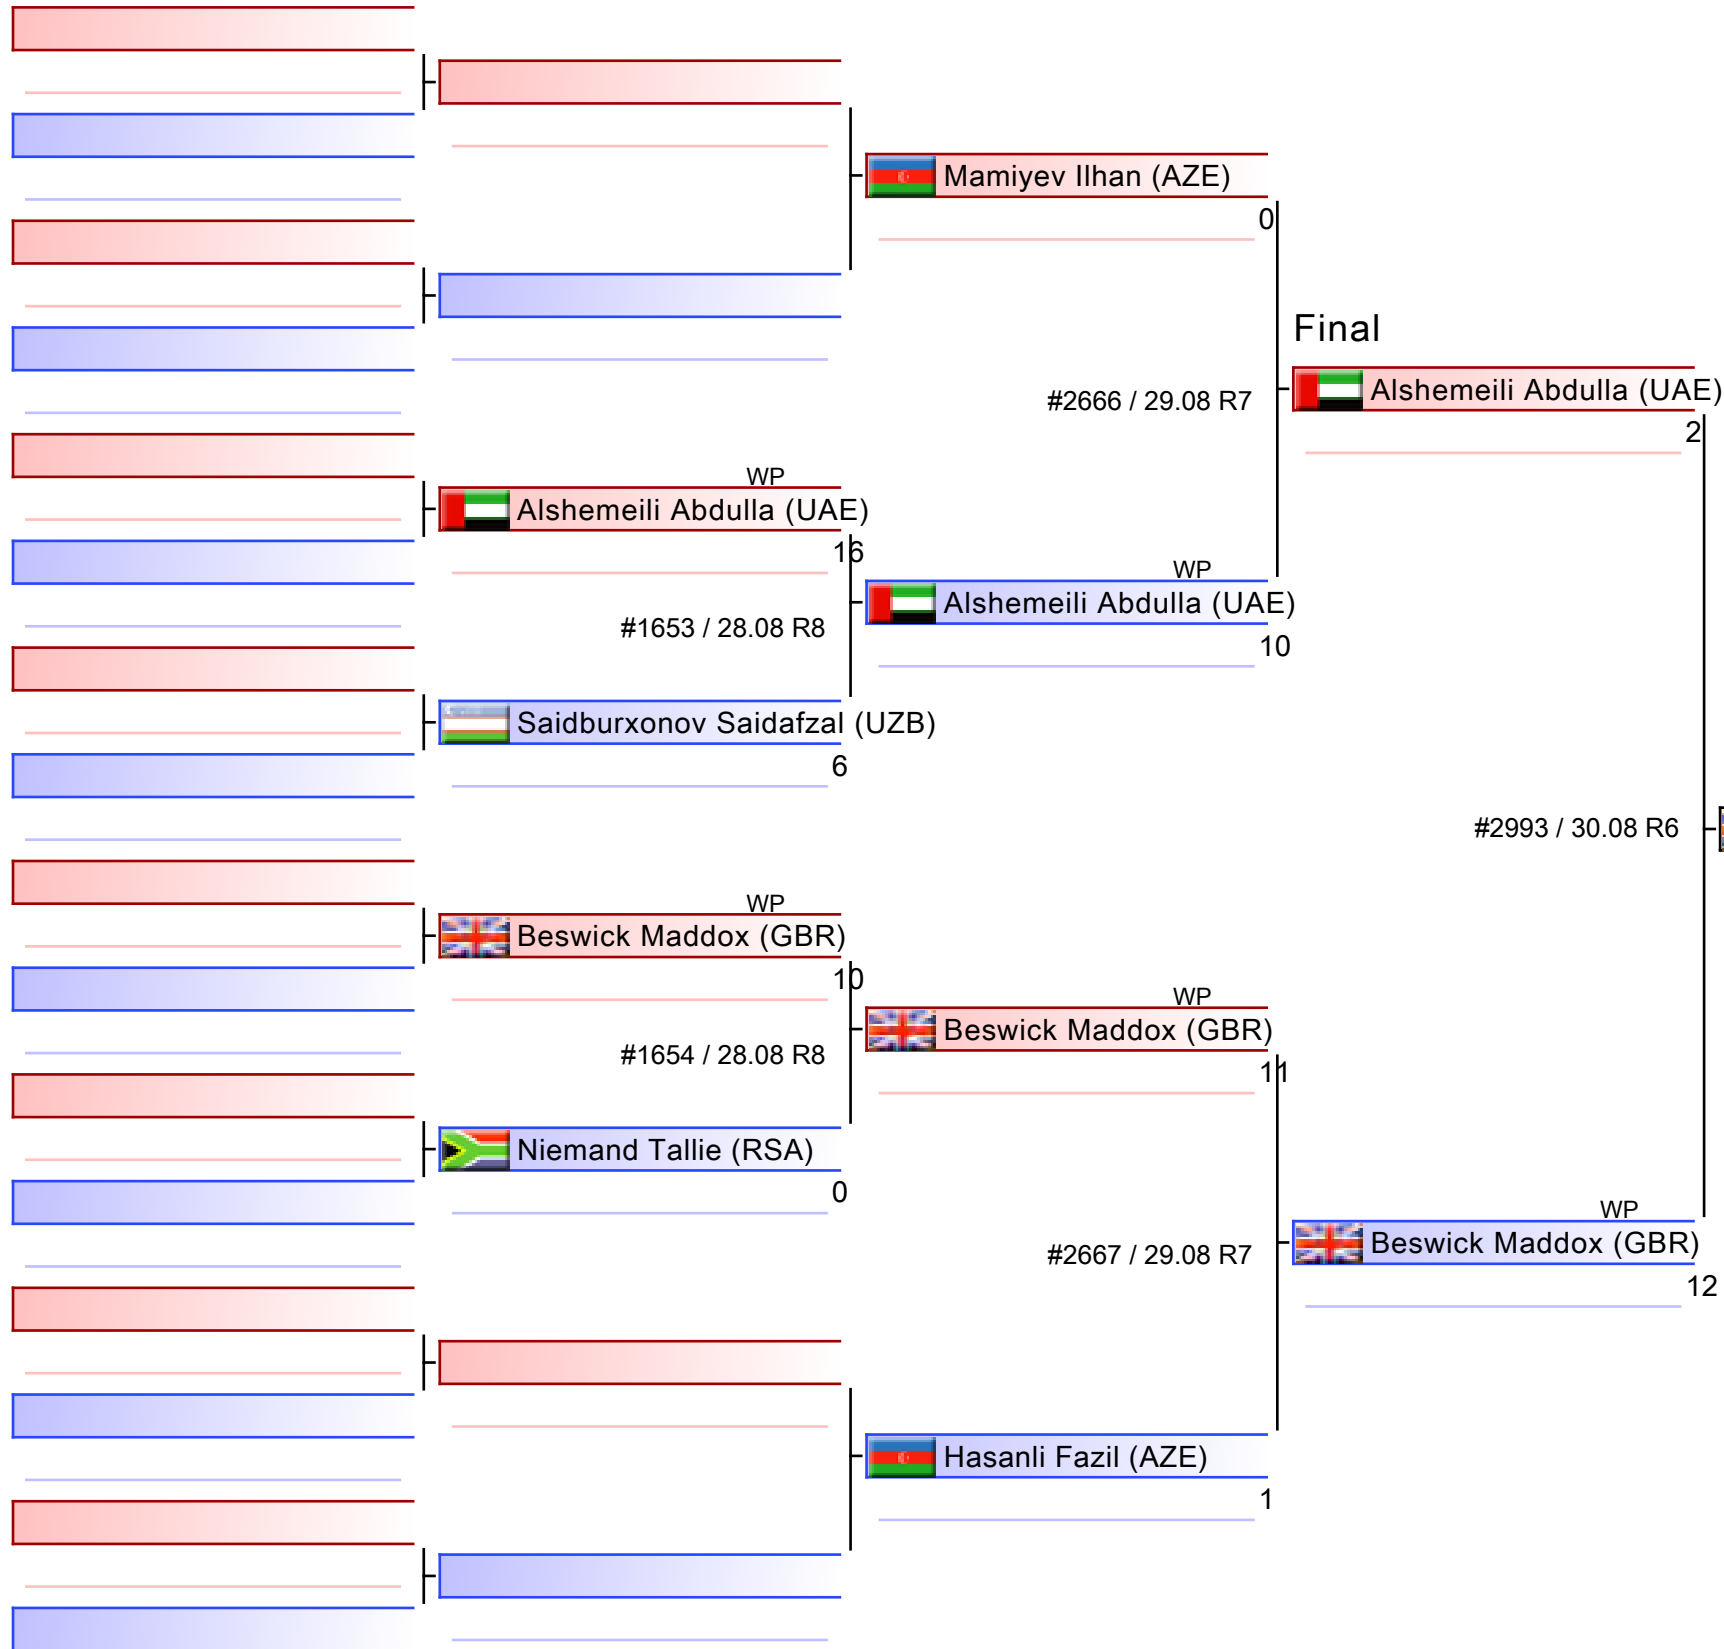 Mamiyev Ilhan (AZE)
0
Final
#2666 / 29.08 R7
Alshemeili Abdulla (UAE)
2
WP
Alshemeili Abdulla (UAE)
16
WP
Alshemeili Abdulla (UAE)
#1653 / 28.08 R8
10
Saidburxonov Saidafzal (UZB)
6
#2993 / 30.08 R6
WP
Beswick Maddox (GBR)
10
WP
Beswick Maddox (GBR)
#1654 / 28.08 R8
11
Niemand Tallie (RSA)
0
WP
#2667 / 29.08 R7
Beswick Maddox (GBR)
12
Hasanli Fazil (AZE)
1